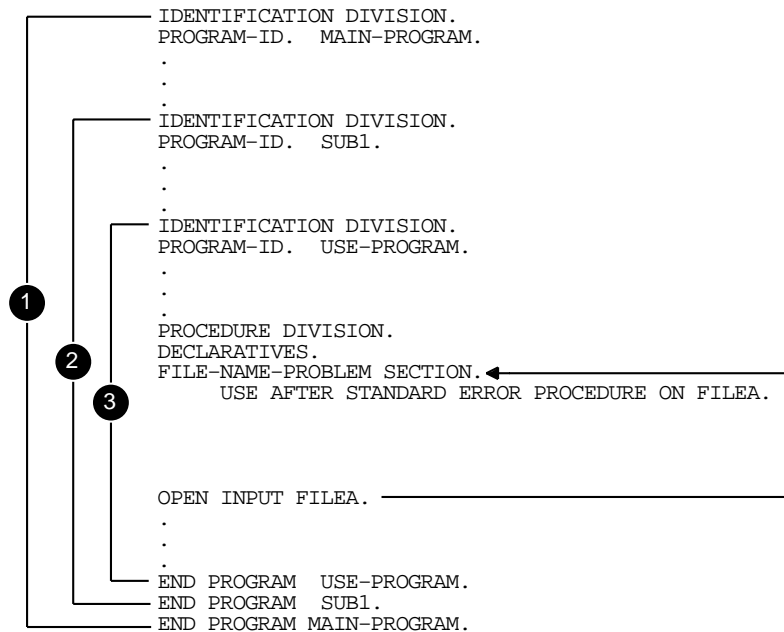 IDENTIFICATION DIVISION.
PROGRAM-ID. MAIN-PROGRAM.
.
.
.
IDENTIFICATION DIVISION.
PROGRAM-ID. SUB1.
.
.
.
IDENTIFICATION DIVISION.
PROGRAM-ID. USE-PROGRAM.
.
.
.
1
PROCEDURE DIVISION.
DECLARATIVES.
2
FILE-NAME-PROBLEM SECTION.
USE AFTER STANDARD ERROR PROCEDURE ON FILEA.
3
OPEN INPUT FILEA.
.
.
.
END PROGRAM USE-PROGRAM.
END PROGRAM SUB1.
END PROGRAM MAIN-PROGRAM.